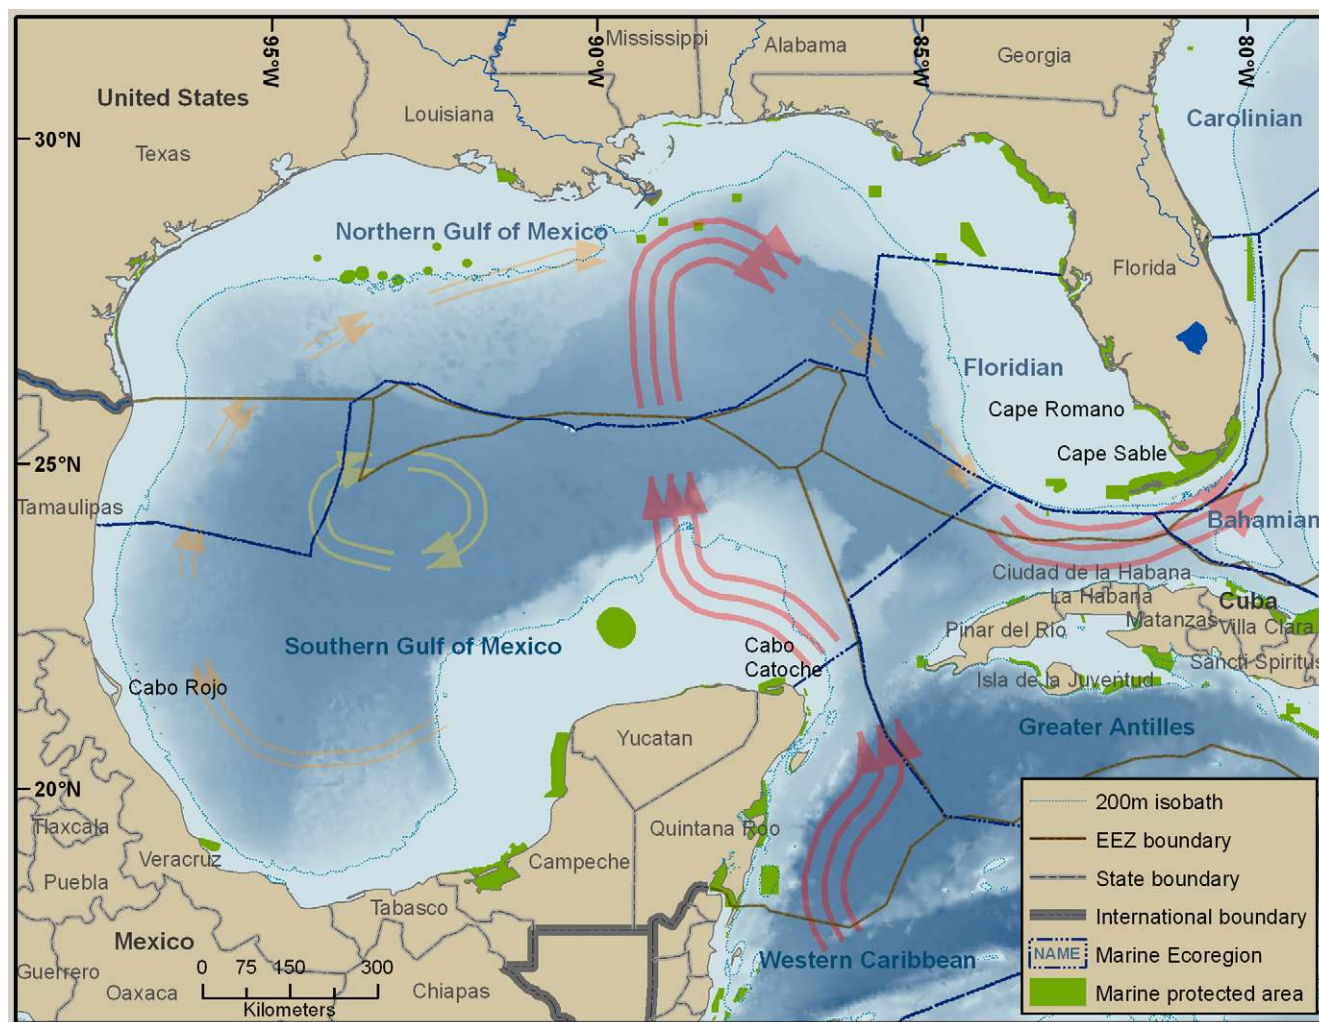 95°W
90°W
85°W
80°W
Mississippi
Alabama
Georgia
United States
Louisiana
Carolinian
30°N
Texas
Northern Gulf of Mexico
Florida
Floridian
Cape Romano
Cape Sable
25°N
Tamaulipas
Bahamian
Ciudad de la Habana
La Habana
Cuba
Matanzas
Villa Clara
Pinar del Rio
Southern Gulf of Mexico
Cabo
Catoche
Sancti Spiritus
Isla de la Juventud
Cabo Rojo
Yucatan
Greater Antilles
20°N
Tlaxcala
Veracruz
Quintana Roo
Campeche
Puebla
Tabasco
Mexico
Western Caribbean
Guerrero
Oaxaca
Chiapas
0 75 150 300
Kilometers
200m isobath
EEZ boundary
State boundary
International boundary
NAME Marine Ecoregion
Marine protected area